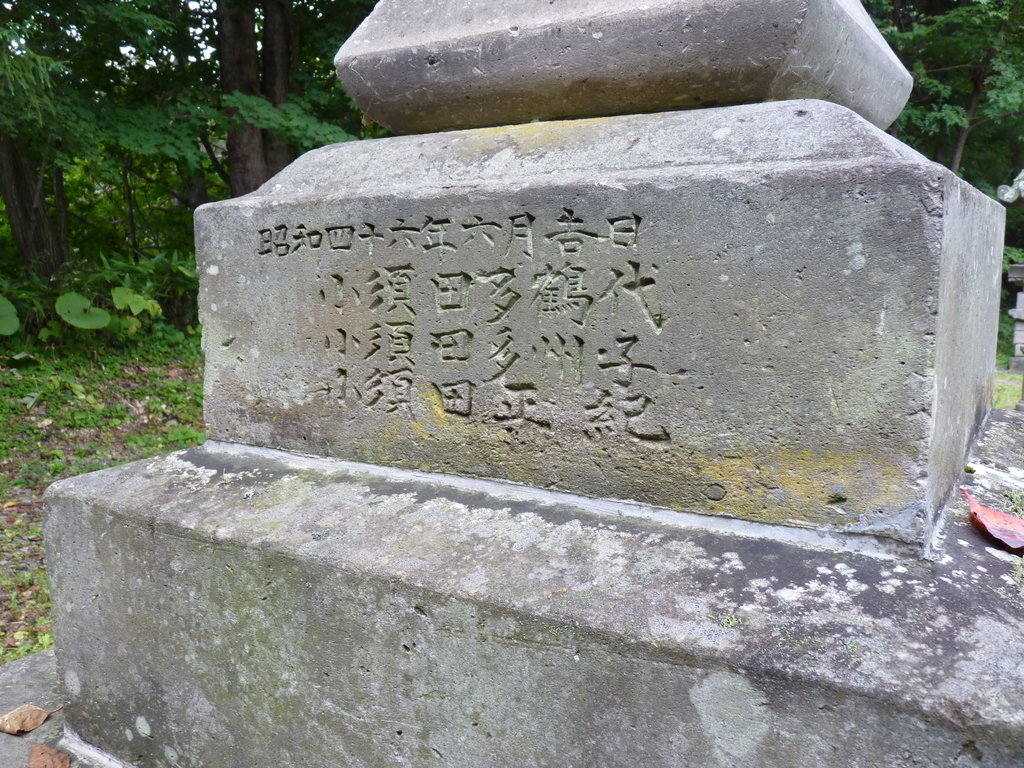 昭和四十六年六月吉日
小須田多鶴代
小須田多州子
小須田正紀